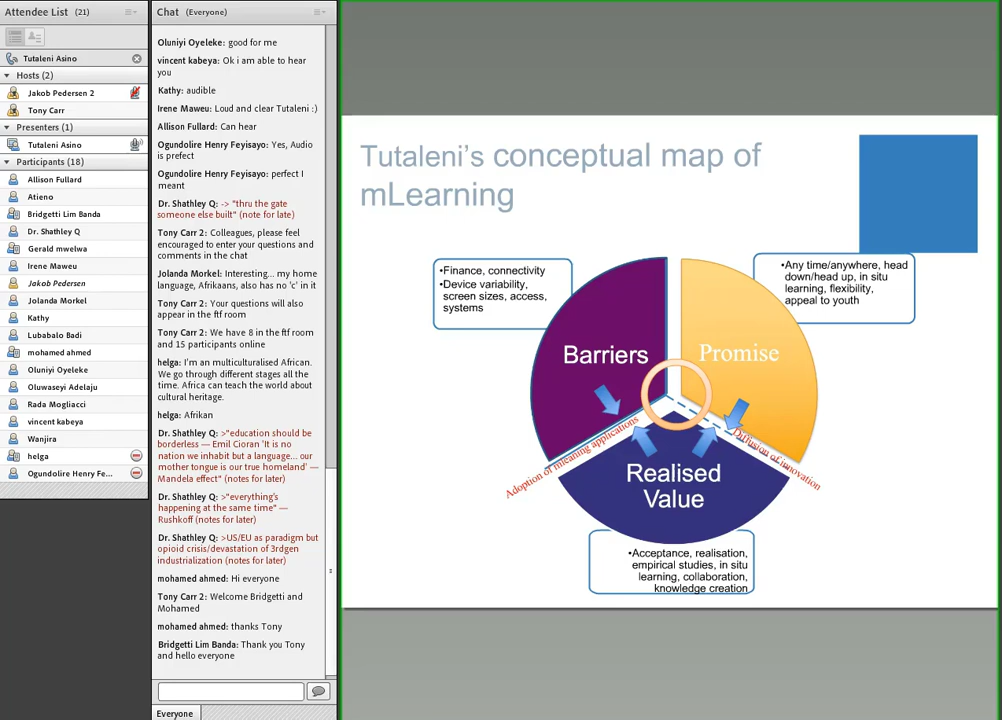 Attendee List (21)
Tutaleni Asino
Hosts (2)
Jakob Pedersen 2
Tony Carr
Presenters (1)
Tutaleni Asino
Participants (18)
Allison Fullard
Atieno
Bridgetti Lim Banda
Dr. Shathley Q
Gerald mwelwa
Irene Maweu
Jakob Pedersen
Jolanda Morkel
Kathy
Lubabalo Badi
mohamed ahmed
Oluniyi Oyeleke
Oluwaseyi Adelaju
Rada Mogliacci
vincent kabeya
Wanjira
helga
Ogundolire Henry Fe...
Chat (Everyone)
Oluniyi Oyeleke: good for me
vincent kabeya: Ok i am able to hear
you
Kathy: audible
Irene Maweu: Loud and clear Tutaleni :)
Allison Fullard: Can hear
Ogundolire Henry Feyisayo: Yes, Audio
is prefect
Ogundolire Henry Feyisayo: perfect I
meant
Dr. Shathley Q: -> "thru the gate
someone else built" (note for late)
Tony Carr 2: Colleagues, please feel
encouraged to enter your questions and
comments in the chat
Jolanda Morkel: Interesting... my home
language, Afrikaans, also has no 'c' in it
Tony Carr 2: Your questions will also
appear in the ftf room
Tony Carr 2: We have 8 in the ftf room
and 15 participants online
helga: I'm an multiculturalised African.
We go through different stages all the
time. Africa can teach the world about
cultural heritage.
helga: Afrikan
Dr. Shathley Q: >"education should be
borderless — Emil Cioran 'It is no
nation we inhabit but a language... our
mother tongue is our true homeland' —
Mandela effect" (notes for later)
Dr. Shathley Q: >"everything's
happening at the same time" —
Rushkoff (notes for later)
Dr. Shathley Q: >US/EU as paradigm but
opioid crisis/devastation of 3rdgen
industrialization (notes for later)
mohamed ahmed: Hi everyone
Tony Carr 2: Welcome Bridgetti and
Mohamed
mohamed ahmed: thanks Tony
Bridgetti Lim Banda: Thank you Tony
and hello everyone
Everyone
Tutaleni's conceptual map of
mLearning
•Finance, connectivity
•Device variability,
screen sizes, access,
systems
•Any time/anywhere, head
down/head up, in situ
learning, flexibility,
appeal to youth
Barriers
Promise
Adoption of mleaning applications
Diffusion of innovation
Realised
Value
•Acceptance, realisation,
empirical studies, in situ
learning, collaboration,
knowledge creation